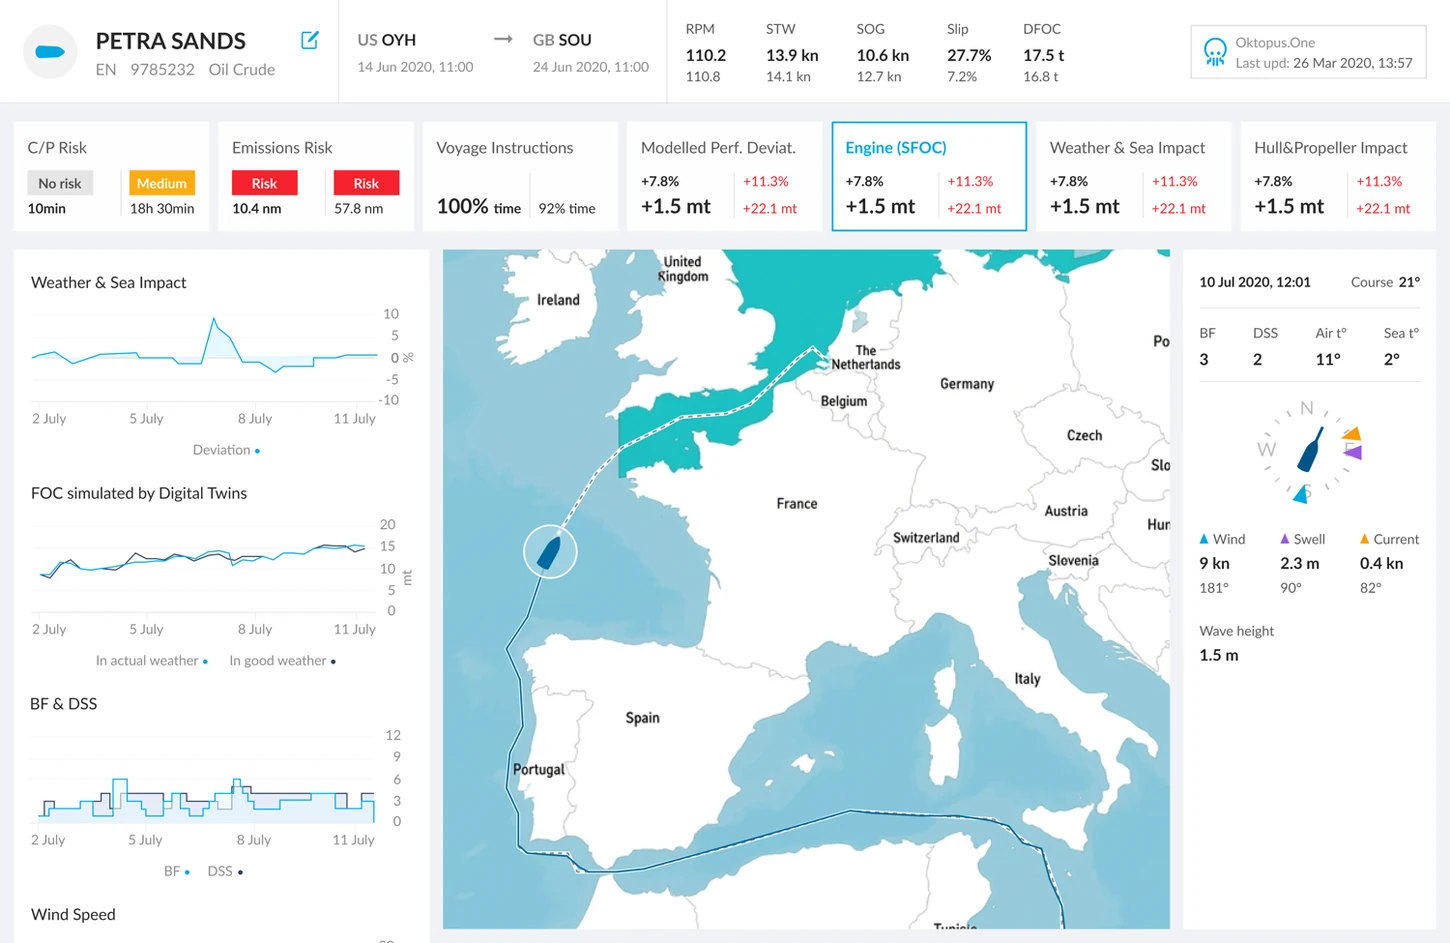 PETRA SANDS
EN 9785232 Oil Crude
US OYH
14 Jun 2020, 11:00
GB SOU
24 Jun 2020, 11:00
RPM STW SOG Slip DFOC
110.2 13.9 kn 10.6 kn 27.7% 17.5 t
110.8 14.1 kn 12.7 kn 7.2% 16.8 t
Oktopus.One
Last upd: 26 Mar 2020, 13:57
C/P Risk
No risk Medium
10min 18h 30min
Emissions Risk
Risk Risk
10.4 nm 57.8 nm
Voyage Instructions
100% time 92% time
Modelled Perf. Deviat.
+7.8% +11.3%
+1.5 mt +22.1 mt
Engine (SFOC)
+7.8% +11.3%
+1.5 mt +22.1 mt
Weather & Sea Impact
+7.8% +11.3%
+1.5 mt +22.1 mt
Hull&Propeller Impact
+7.8% +11.3%
+1.5 mt +22.1 mt
Weather & Sea Impact
10
5
0 %
-5
-10
2 July 5 July 8 July 11 July
Deviation
FOC simulated by Digital Twins
20
15
10
mt
5
0
2 July 5 July 8 July 11 July
In actual weather In good weather
BF & DSS
12
9
6
3
0
2 July 5 July 8 July 11 July
BF DSS
Wind Speed
United
Kingdom
Ireland
The
Netherlands
Po
Germany
Belgium
Czech
Slo
France
Austria
Hun
Switzerland
Slovenia
Italy
Spain
Portugal
10 Jul 2020, 12:01 Course 21°
BF DSS Air t° Sea t°
3 2 11° 2°
N
W E
S
Wind Swell Current
9 kn 2.3 m 0.4 kn
181° 90° 82°
Wave height
1.5 m